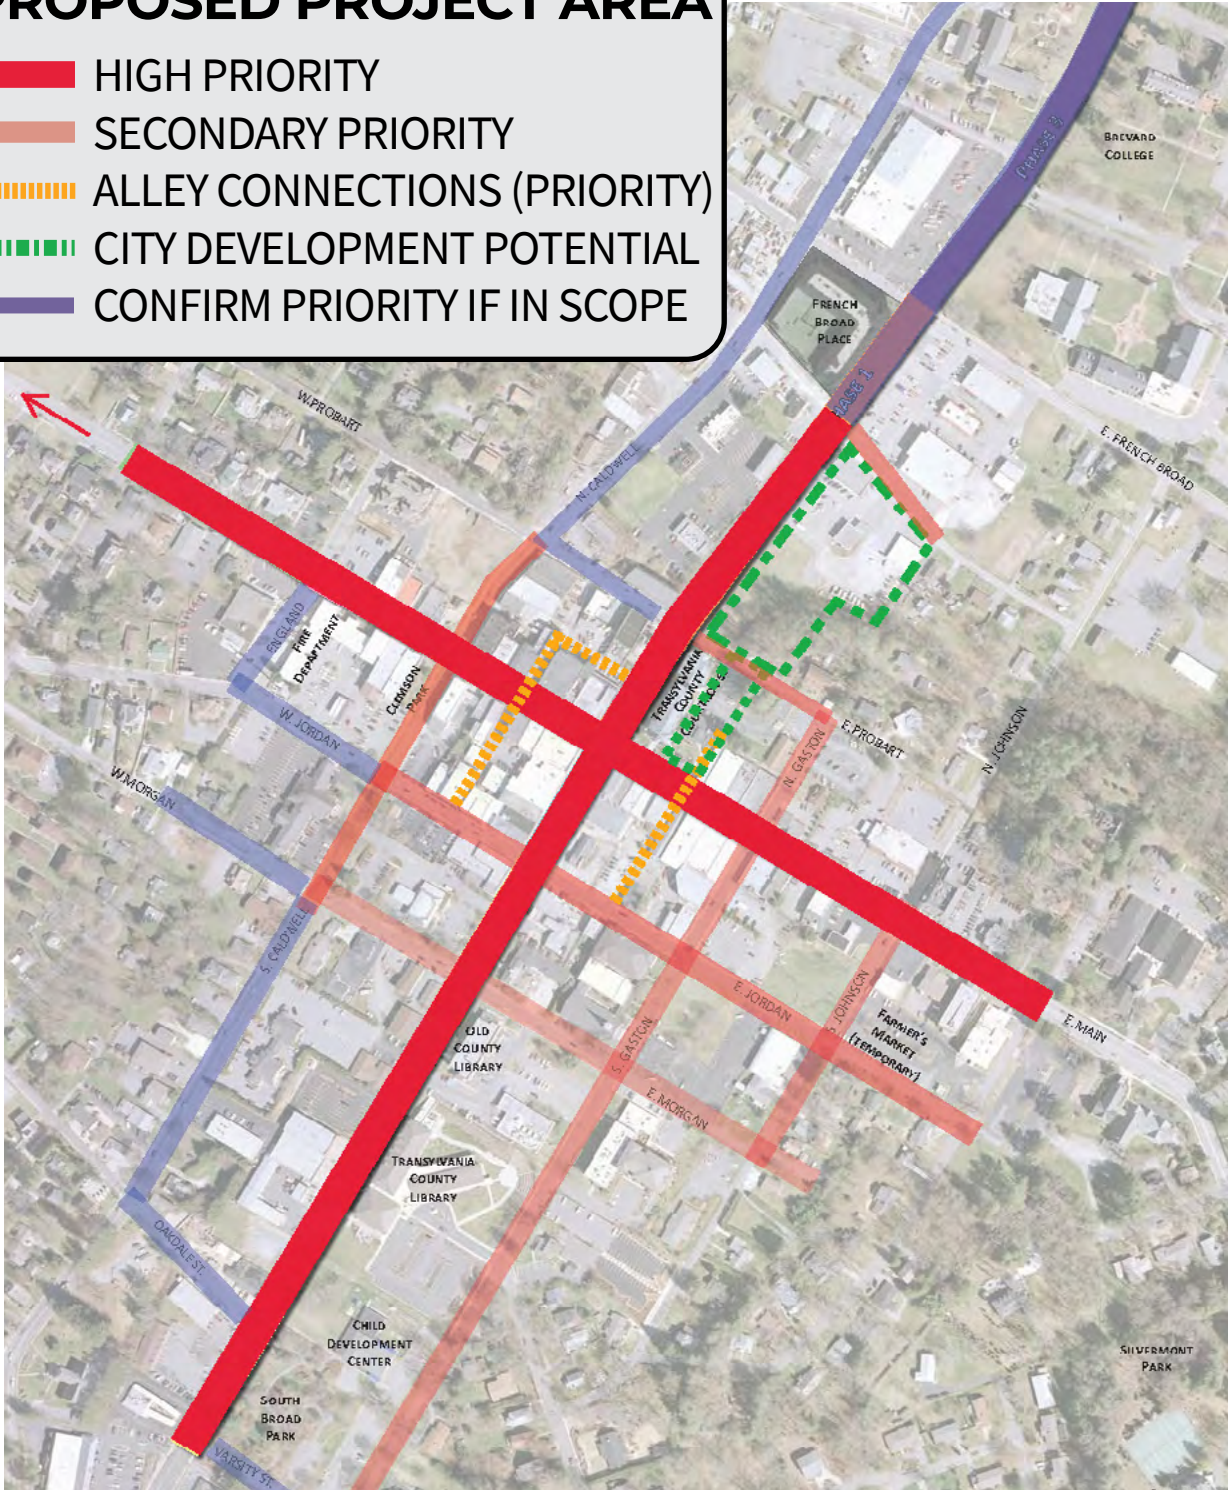 PROPOSED PROJECT AREA
HIGH PRIORITY
SECONDARY PRIORITY
ALLEY CONNECTIONS (PRIORITY)
CITY DEVELOPMENT POTENTIAL
CONFIRM PRIORITY IF IN SCOPE
PHASE 2
BREVARD
COLLEGE
FRENCH
BROAD
PLACE
PHASE 1
W.PROBART
N. CALDWELL
E. FRENCH BROAD
ENGLAND
FIRE
DEPARTMENT
CLEMSON
PARK
TRANSYLVANIA
COUNTY
W. JORDAN
W.MORGAN
E.PROBART
N. JOHNSON
N. GASTON
S. CALDWELL
E. JORDAN
S. JOHNSON
FARMER'S
MARKET
(TEMPORARY)
E. MAIN
OLD
COUNTY
LIBRARY
S. GASTON
E. MORGAN
TRANSYLVANIA
COUNTY
LIBRARY
OAKDALE ST.
CHILD
DEVELOPMENT
CENTER
SILVERMONT
PARK
SOUTH
BROAD
PARK
VARSITY ST.